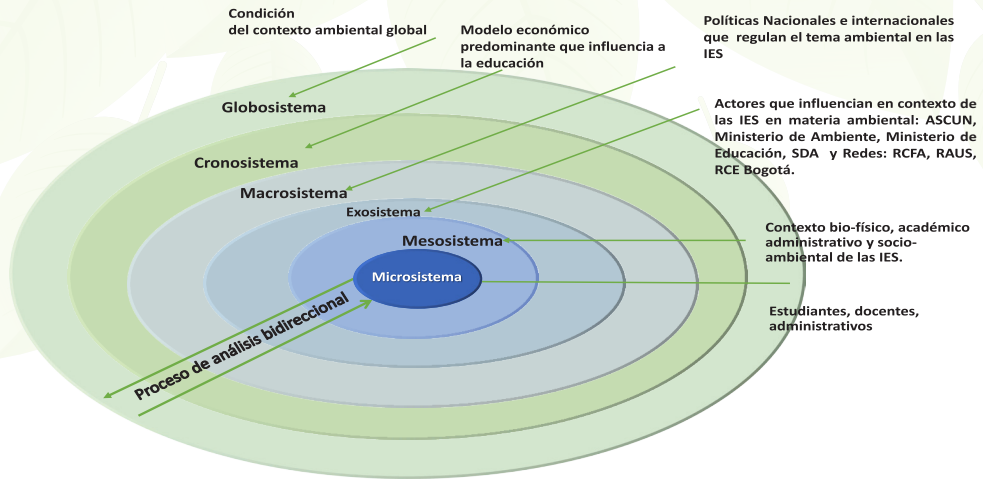 Condición
del contexto ambiental global
Modelo económico
predominante que influencia a
la educación
Políticas Nacionales e internacionales
que regulan el tema ambiental en las
IES
Globosistema
Actores que influencian en contexto de
las IES en materia ambiental: ASCUN,
Ministerio de Ambiente, Ministerio de
Educación, SDA y Redes: RCFA, RAUS,
RCE Bogotá.
Cronosistema
Macrosistema
Exosistema
Mesosistema
Contexto bio-físico, académico
administrativo y socio-
ambiental de las IES.
Microsistema
Estudiantes, docentes,
administrativos
Proceso de análisis bidireccional